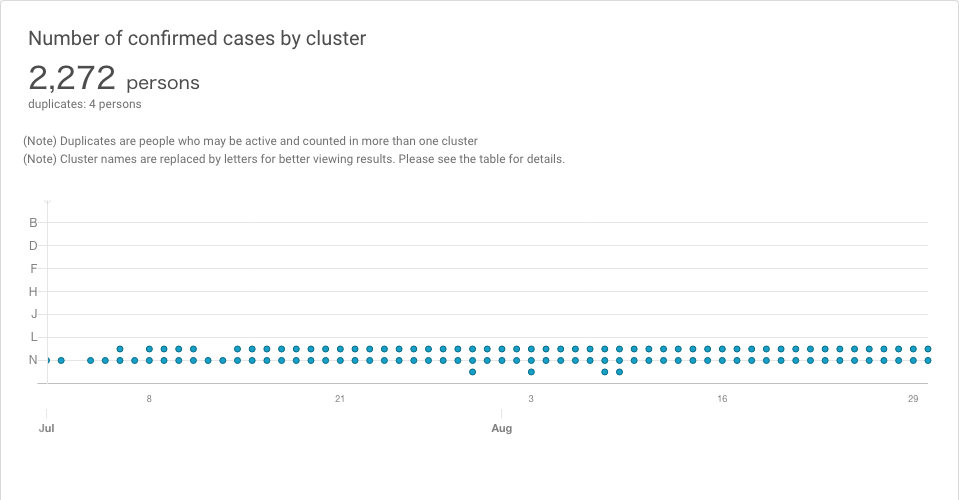 Number of confirmed cases by cluster
2,272 persons
duplicates: 4 persons
(Note) Duplicates are people who may be active and counted in more than one cluster
(Note) Cluster names are replaced by letters for better viewing results. Please see the table for details.
B
D
F
H
J
L
N
8 21 3 16 29
Jul Aug